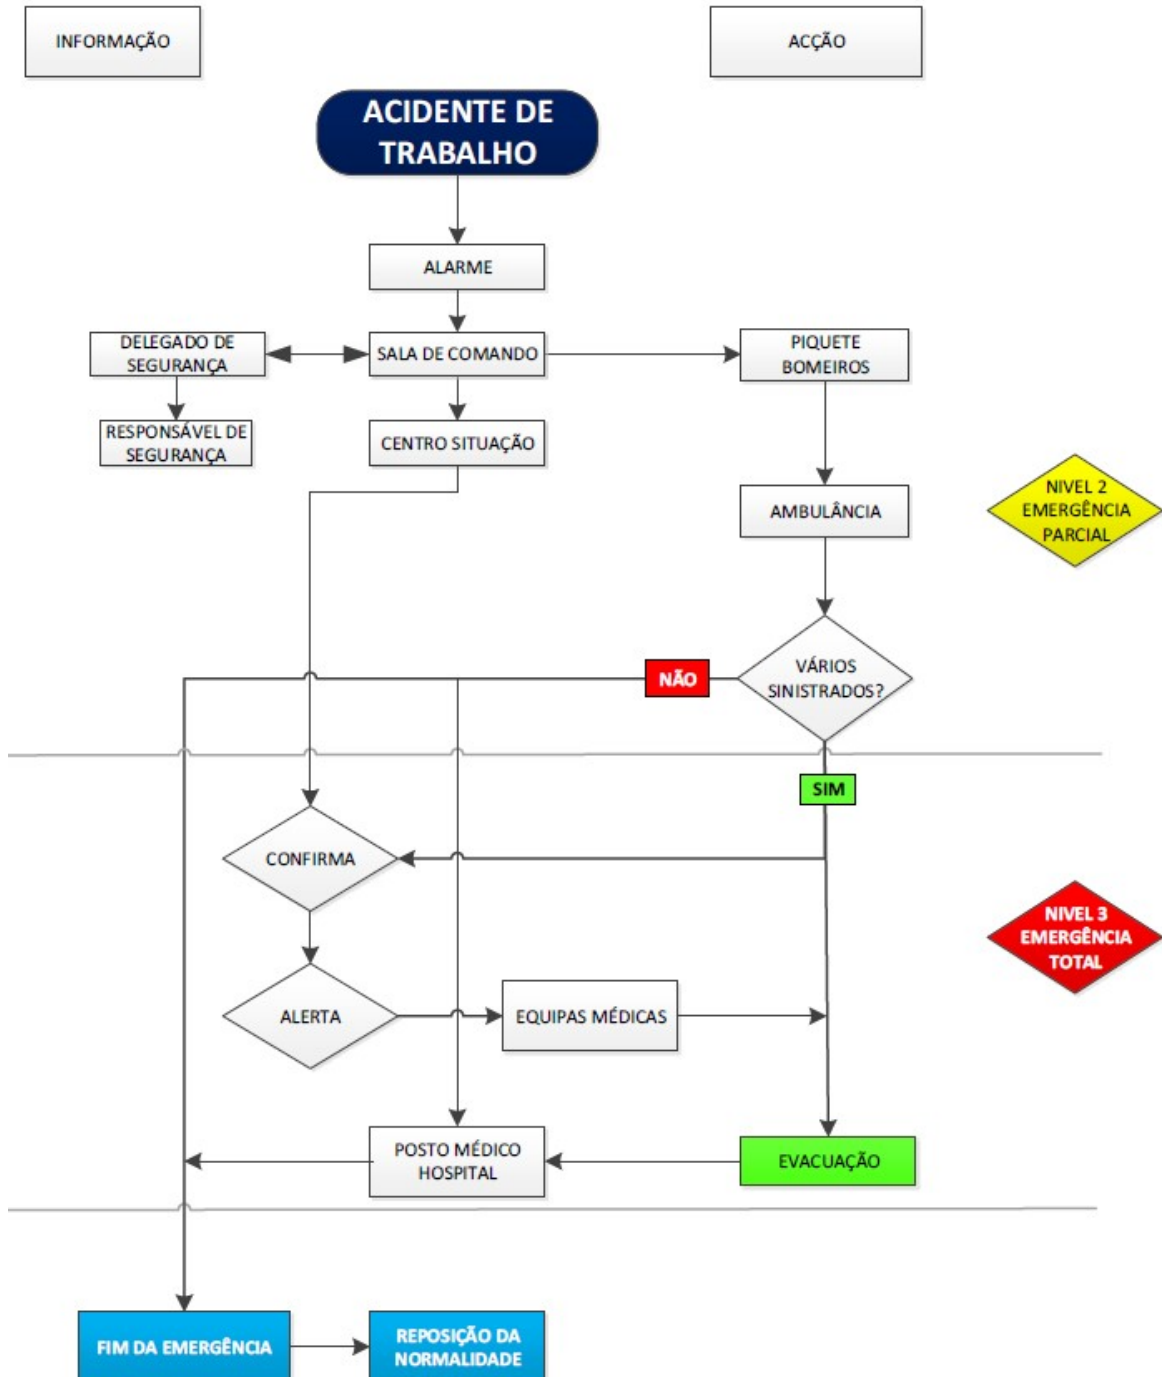 INFORMAÇÃO
ACÇÃO
ACIDENTE DE
TRABALHO
ALARME
DELEGADO DE
SEGURANÇA
SALA DE COMANDO
PIQUETE
BOMEIROS
RESPONSÁVEL DE
SEGURANÇA
CENTRO SITUAÇÃO
AMBULÂNCIA
NIVEL 2
EMERGÊNCIA
PARCIAL
VÁRIOS
SINISTRADOS?
NÃO
SIM
CONFIRMA
NIVEL 3
EMERGÊNCIA
TOTAL
ALERTA
EQUIPAS MÉDICAS
POSTO MÉDICO
HOSPITAL
EVACUAÇÃO
FIM DA EMERGÊNCIA
REPOSIÇÃO DA
NORMALIDADE